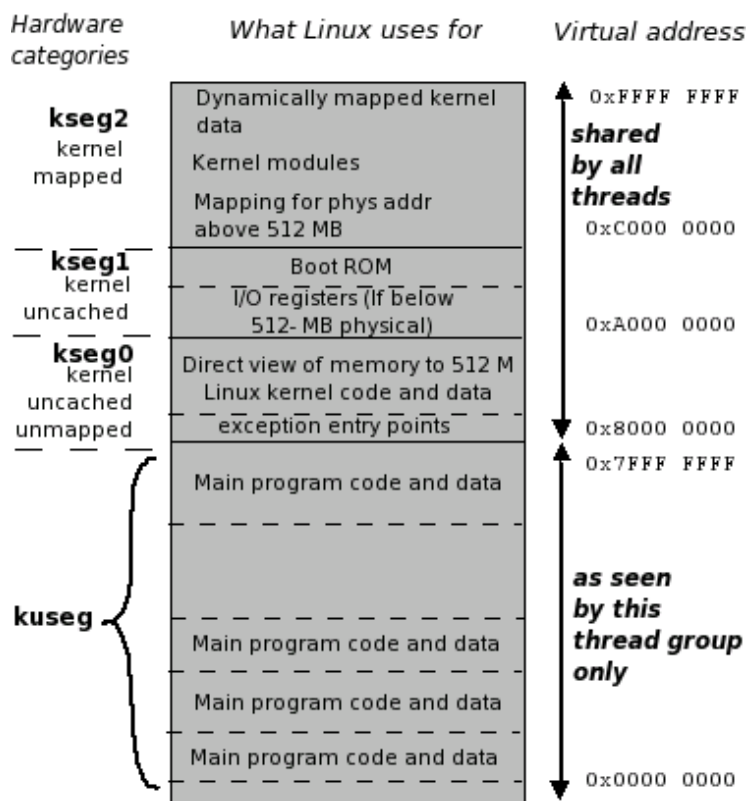 Hardware
categories
What Linux uses for
Virtual address
kseg2
kernel
mapped
Dynamically mapped kernel
data
Kernel modules
Mapping for phys addr
above 512 MB
0xFFFF FFFF
shared
by all
threads
0xC000 0000
kseg1
kernel
uncached
Boot ROM
I/O registers (If below
512- MB physical)
0xA000 0000
kseg0
kernel
uncached
unmapped
Direct view of memory to 512 M
Linux kernel code and data
exception entry points
0x8000 0000
0x7FFF FFFF
kuseg
Main program code and data
Main program code and data
Main program code and data
Main program code and data
as seen
by this
thread group
only
0x0000 0000